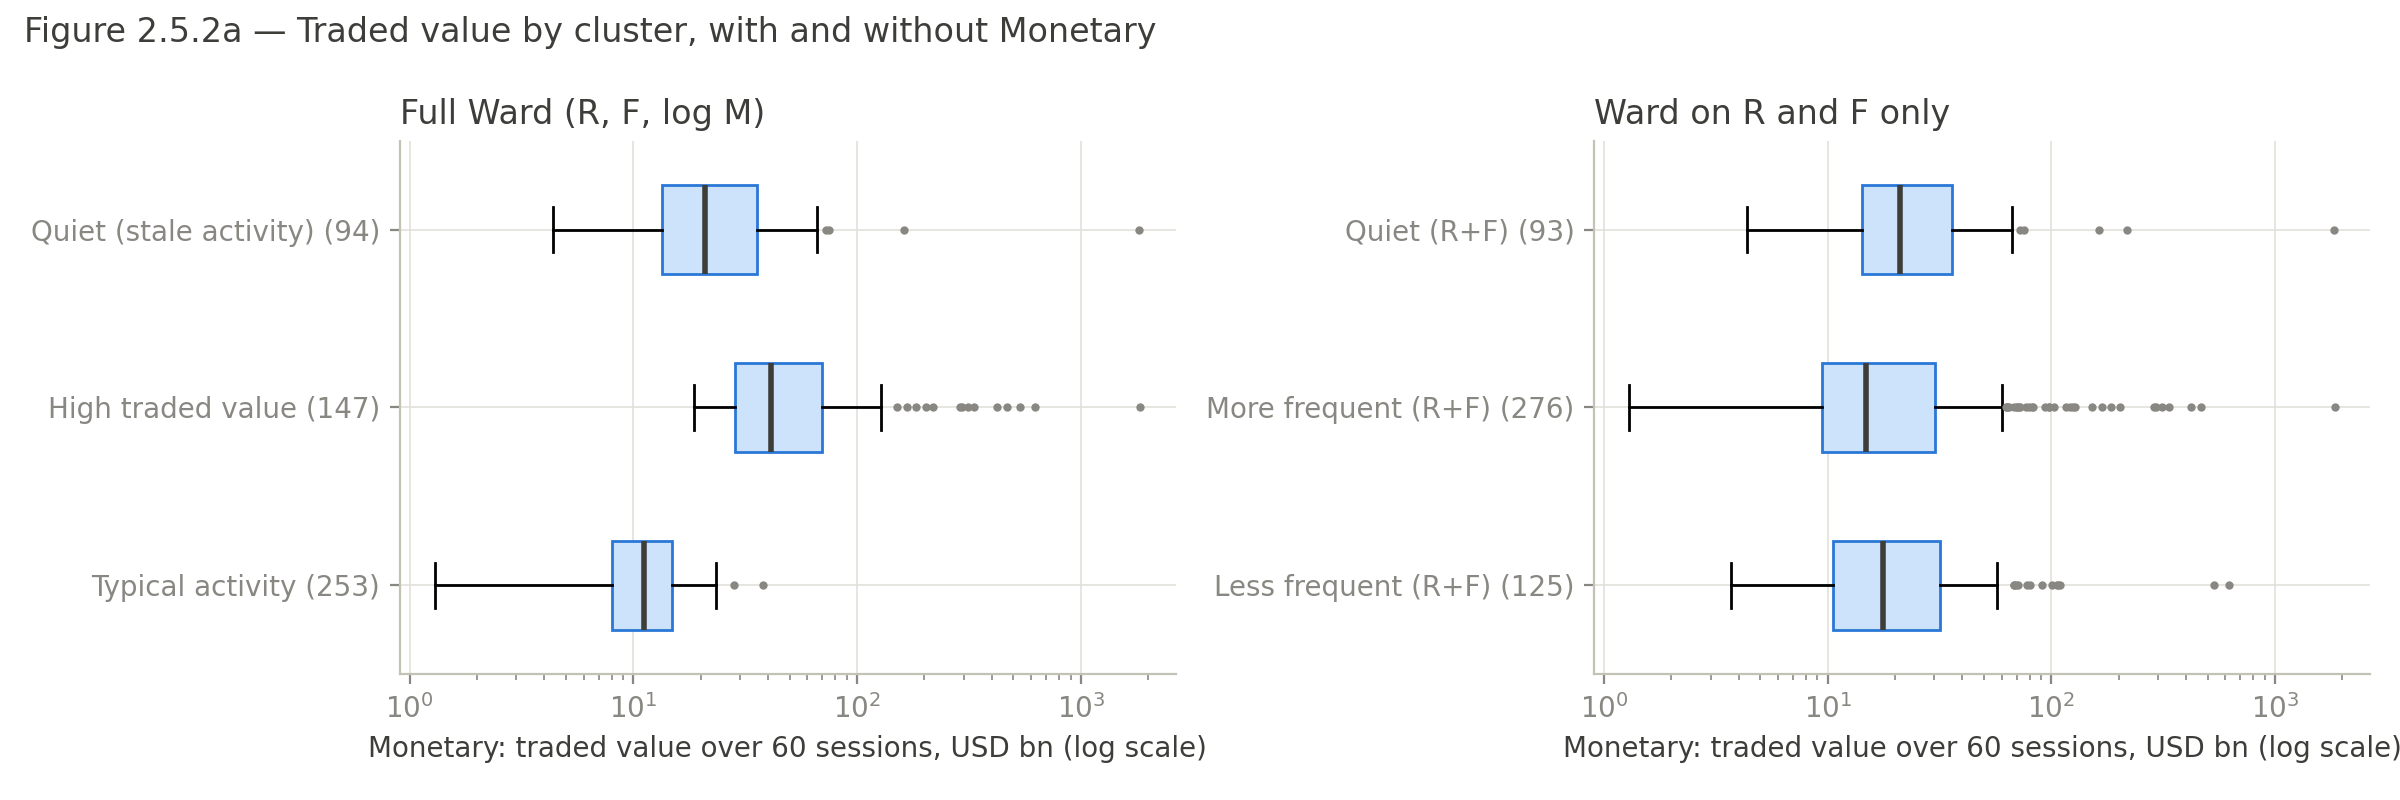 Figure 2.5.2a — Traded value by cluster, with and without Monetary
Full Ward (R, F, log M)
Quiet (stale activity) (94)
High traded value (147)
Typical activity (253)
10⁰ 10¹ 10² 10³
Monetary: traded value over 60 sessions, USD bn (log scale)
Ward on R and F only
Quiet (R+F) (93)
More frequent (R+F) (276)
Less frequent (R+F) (125)
10⁰ 10¹ 10² 10³
Monetary: traded value over 60 sessions, USD bn (log scale)